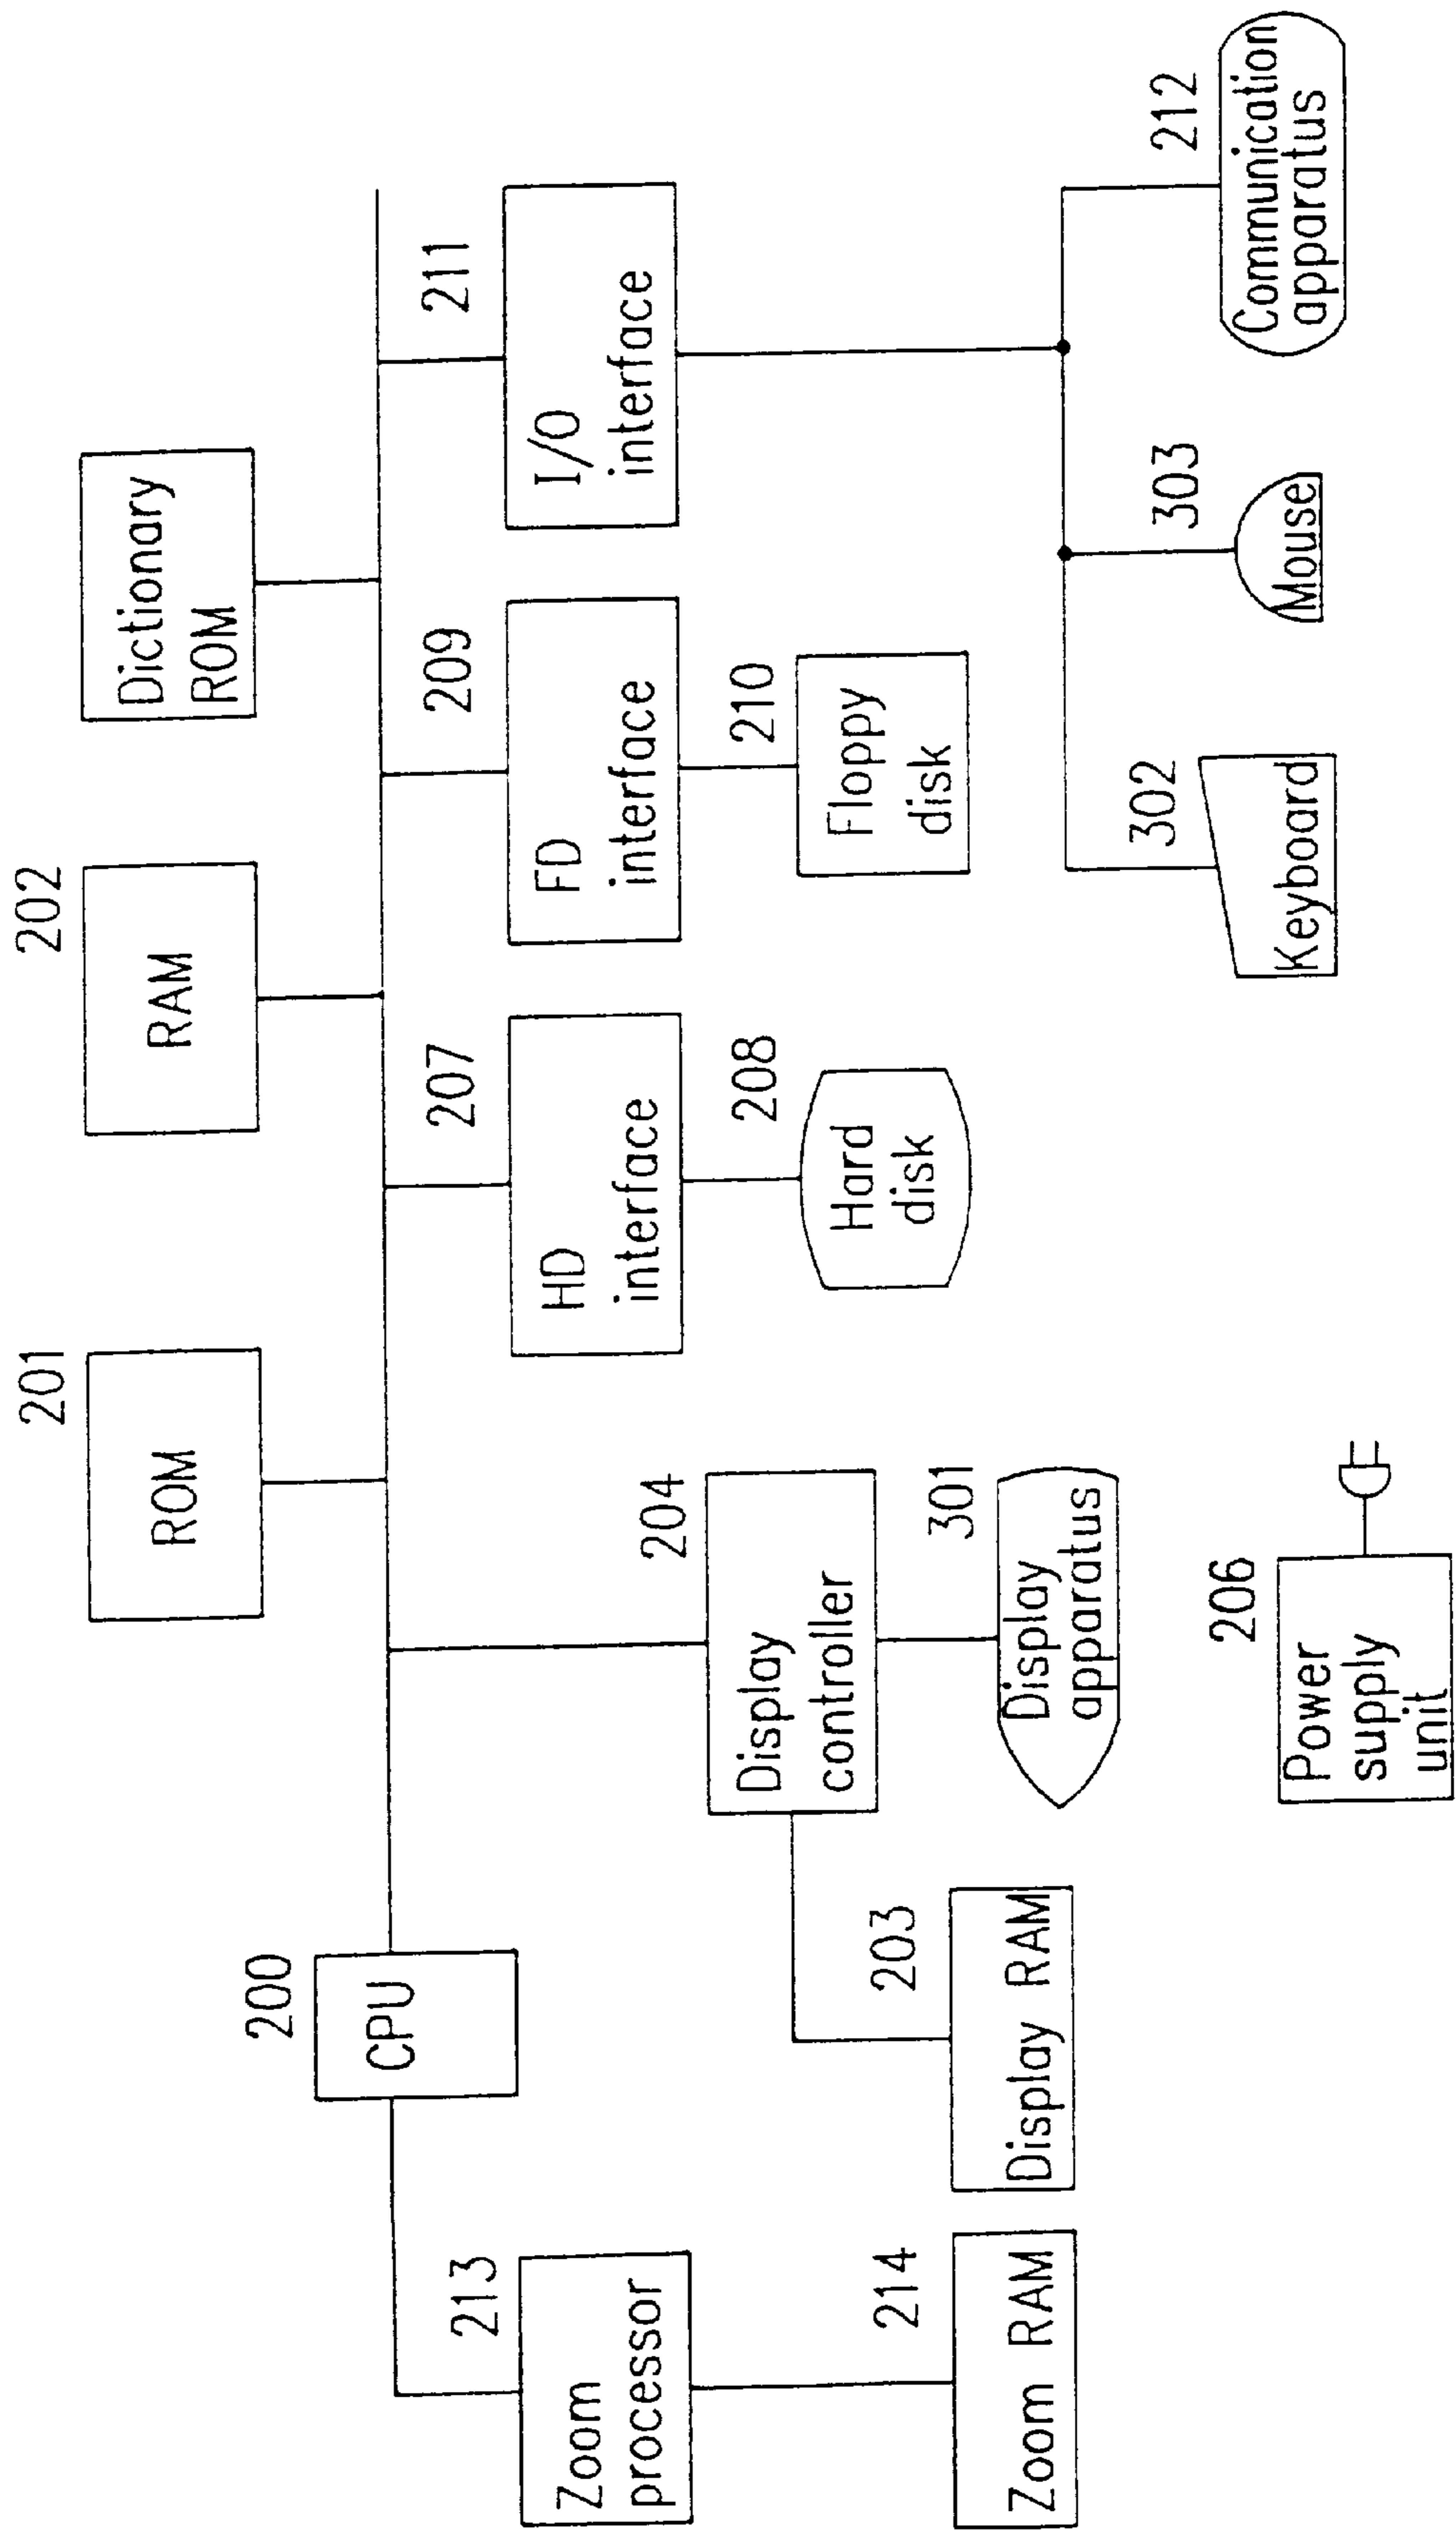 201
ROM
202
RAM
Dictionary
ROM
200
CPU
213
Zoom
processor
214
Zoom RAM
204
Display
controller
203
Display RAM
301
Display
apparatus
206
Power
supply
unit
207
HD
interface
208
Hard
disk
209
FD
interface
210
Floppy
disk
211
I/O
interface
302
Keyboard
303
Mouse
212
Communication
apparatus